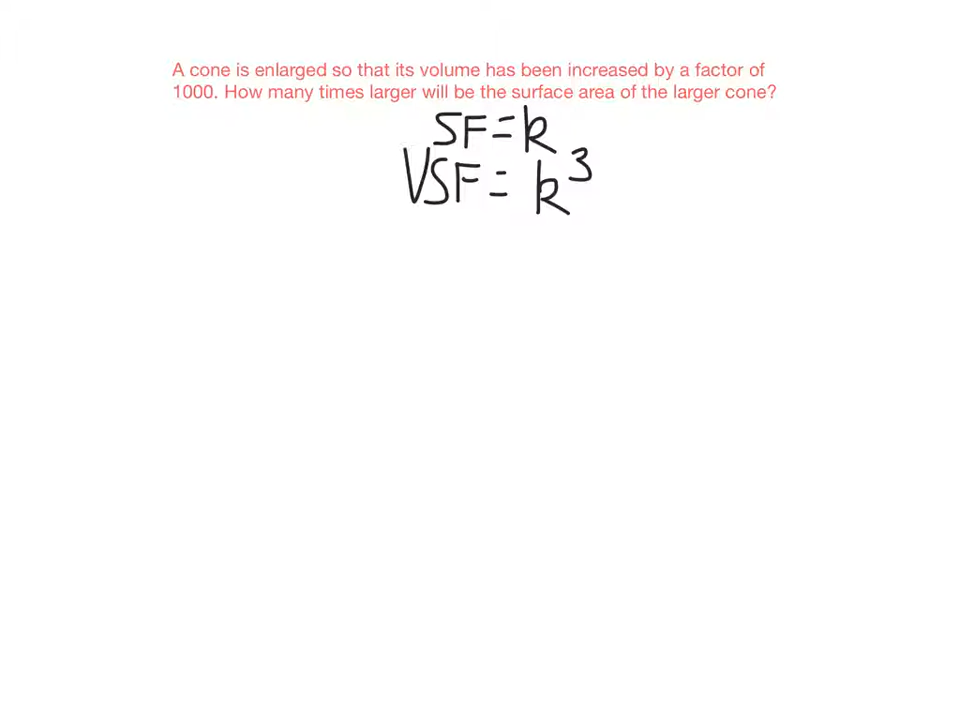 A cone is enlarged so that its volume has been increased by a factor of
1000. How many times larger will be the surface area of the larger cone?
SF=k
VSF= k³